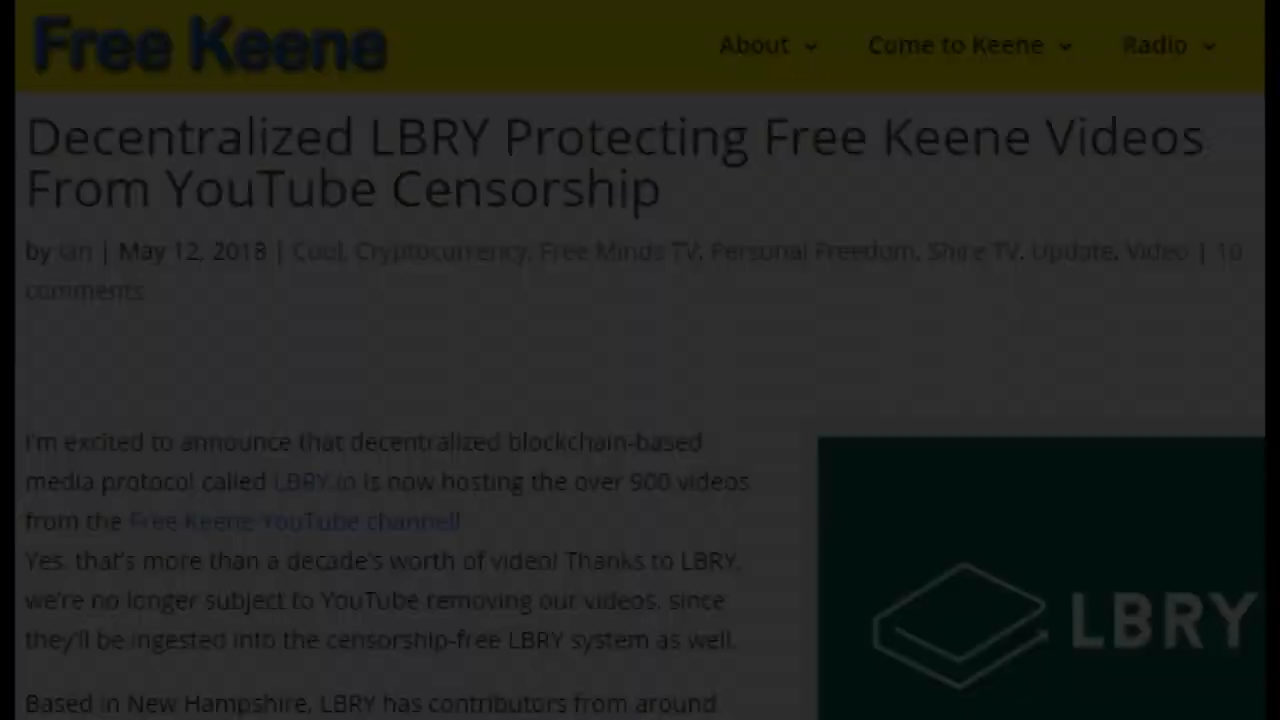 Free Keene
About Come to Keene Radio
Decentralized LBRY Protecting Free Keene Videos
From YouTube Censorship
by Ian | May 12, 2018 | Cool, Cryptocurrency, Free Minds TV, Personal Freedom, Shire TV, Update, Video | 10
comments
I'm excited to announce that decentralized blockchain-based
media protocol called LBRY.io is now hosting the over 900 videos
from the Free Keene YouTube channel!
Yes, that's more than a decade's worth of video! Thanks to LBRY,
we're no longer subject to YouTube removing our videos, since
they'll be ingested into the censorship-free LBRY system as well.
LBRY
Based in New Hampshire, LBRY has contributors from around